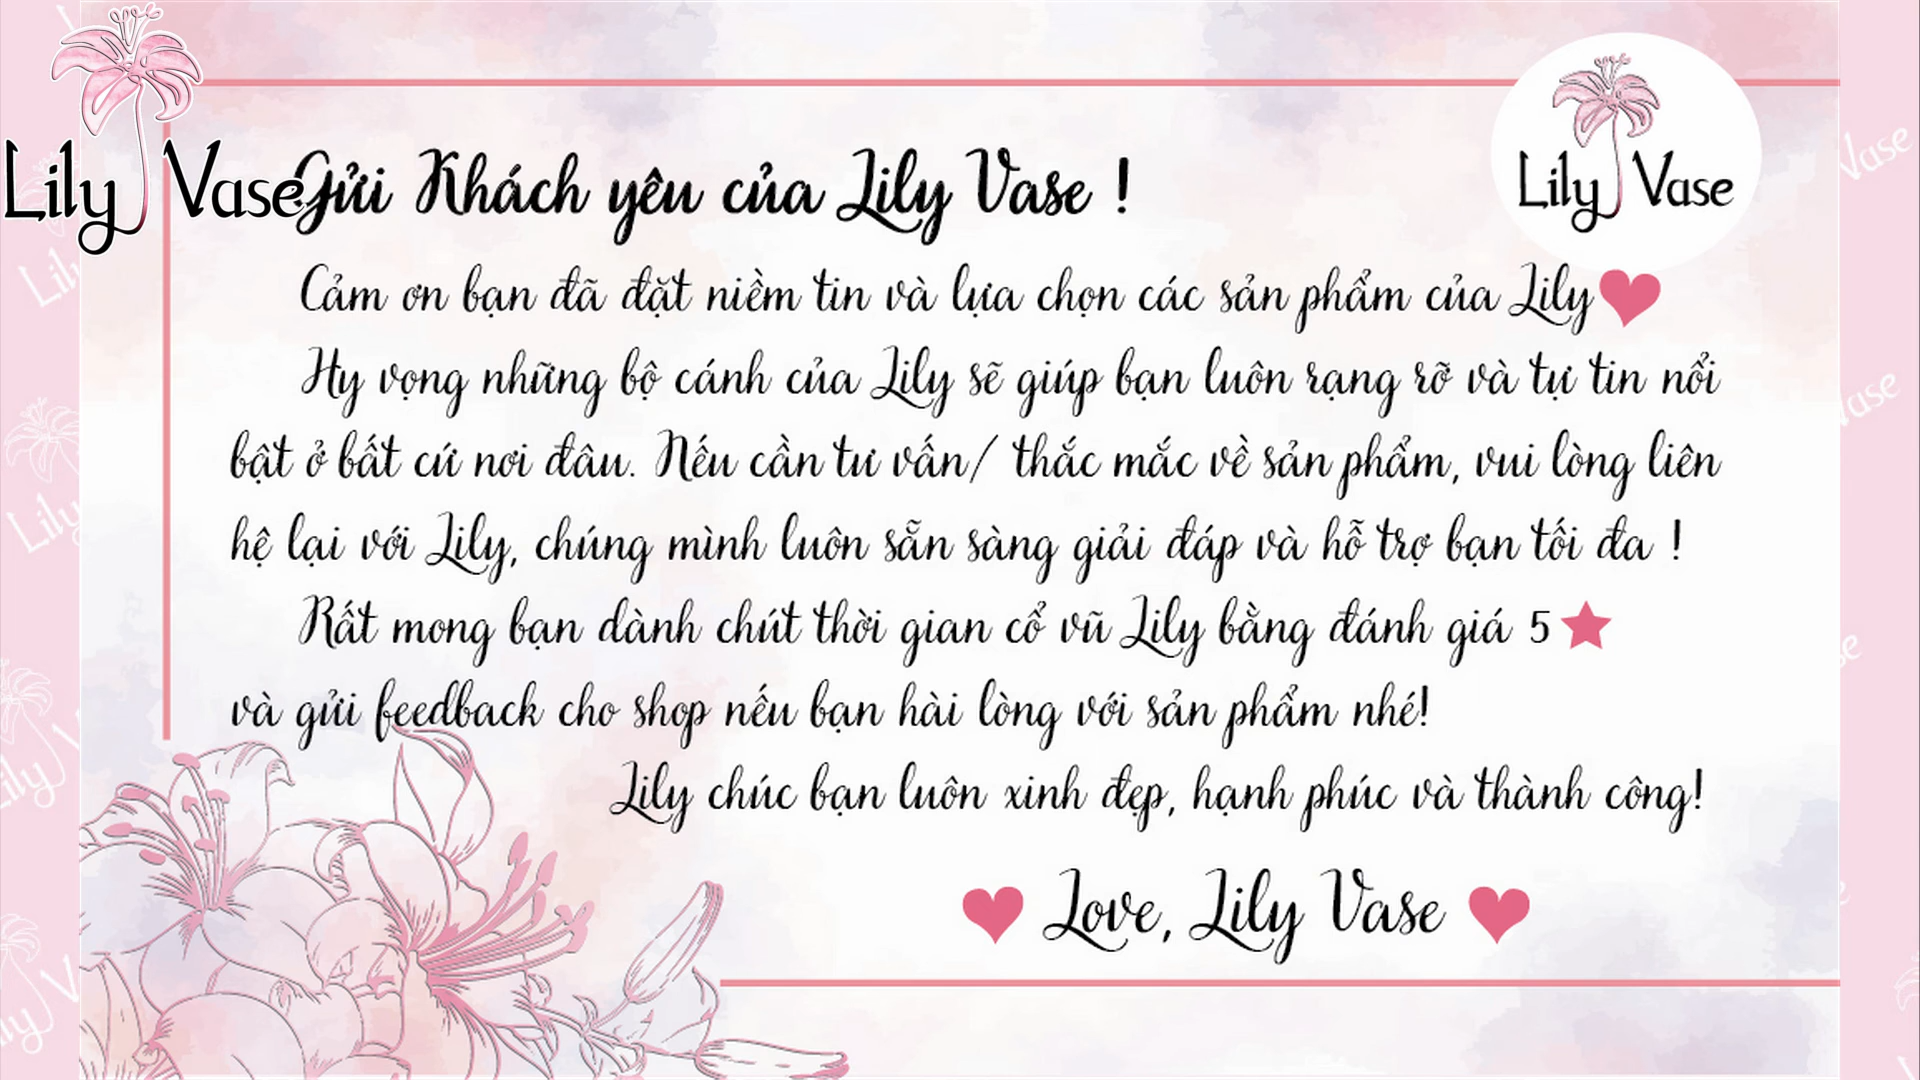 Lily Vase
Gửi Khách yêu của Lily Vase !
Lily Vase
Cảm ơn bạn đã đặt niềm tin và lựa chọn các sản phẩm của Lily
Hy vọng những bộ cánh của Lily sẽ giúp bạn luôn rạng rỡ và tự tin nổi
bật ở bất cứ nơi đâu. Nếu cần tư vấn/ thắc mắc về sản phẩm, vui lòng liên
hệ lại với Lily, chúng mình luôn sẵn sàng giải đáp và hỗ trợ bạn tối đa !
Rất mong bạn dành chút thời gian cổ vũ Lily bằng đánh giá 5
và gửi feedback cho shop nếu bạn hài lòng với sản phẩm nhé!
Lily chúc bạn luôn xinh đẹp, hạnh phúc và thành công!
Love, Lily Vase